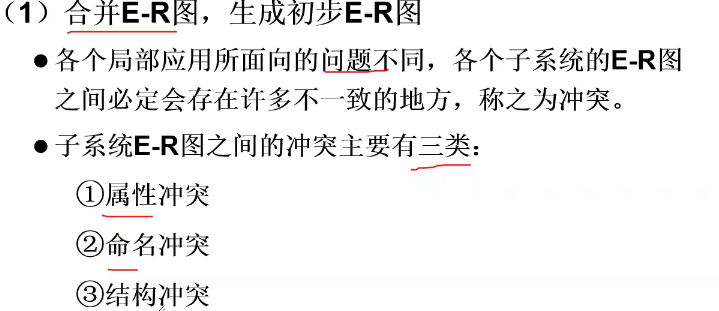 (1)合并E-R图，生成初步E-R图
●各个局部应用所面向的问题不同，各个子系统的E-R图
之间必定会存在许多不一致的地方，称之为冲突。
●子系统E-R图之间的冲突主要有三类：
①属性冲突
②命名冲突
③结构冲突